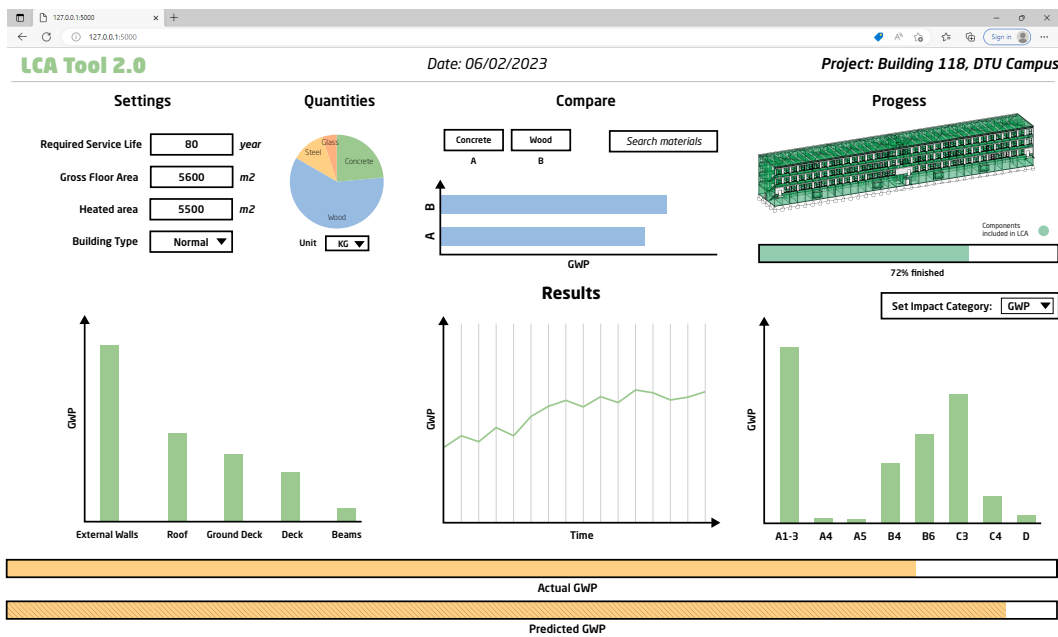 127.0.0.1:5000
127.0.0.1:5000
Sign in
LCA Tool 2.0
Date: 06/02/2023
Project: Building 118, DTU Campus
Settings
Required Service Life 80 year
Gross Floor Area 5600 m2
Heated area 5500 m2
Building Type Normal
Quantities
Glass
Steel
Concrete
Wood
Unit KG
Compare
Concrete Wood Search materials
A B
B
A
GWP
Progess
Components
included in LCA
72% finished
Results
Set Impact Category: GWP
GWP
External Walls Roof Ground Deck Deck Beams
GWP
Time
GWP
A1-3 A4 A5 B4 B6 C3 C4 D
Actual GWP
Predicted GWP